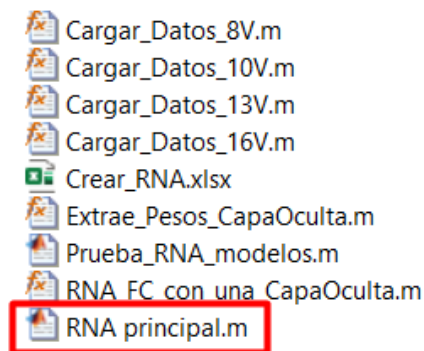 Cargar_Datos_8V.m
Cargar_Datos_10V.m
Cargar_Datos_13V.m
Cargar_Datos_16V.m
Crear_RNA.xlsx
Extrae_Pesos_CapaOculta.m
Prueba_RNA_modelos.m
RNA_FC_con_una_CapaOculta.m
RNA principal.m